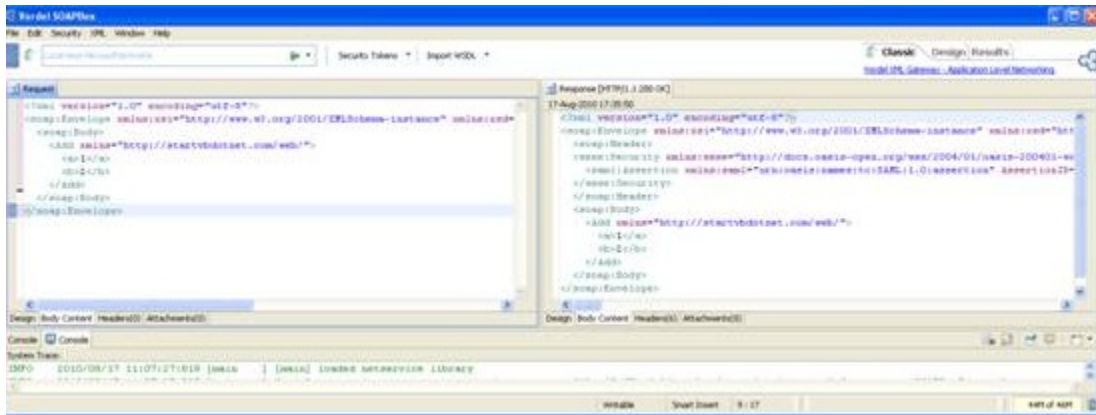 Vordel SOAPBox
File Edit Security XML Window Help
Security Tokens Import WSDL
Classic Design Results
Vordel XML Gateway - Application Level Networking
Request
<?xml version="1.0" encoding="utf-8"?>
<soap:Envelope xmlns:xsi="http://www.w3.org/2001/XMLSchema-instance" xmlns:xsd=
<soap:Body>
<Add xmlns="http://startvbdotnet.com/web/">
<a>1</a>
<b>2</b>
</Add>
</soap:Body>
</soap:Envelope>
Design Body Content Headers(0) Attachments(0)
Response [HTTP/1.1 200 OK]
17-Aug-2010 17:35:50
<?xml version="1.0" encoding="utf-8"?>
<soap:Envelope xmlns:xsi="http://www.w3.org/2001/XMLSchema-instance" xmlns:xsd="htt
<soap:Header>
<wsse:Security xmlns:wsse="http://docs.oasis-open.org/wss/2004/01/oasis-200401-ws
<saml:Assertion xmlns:saml="urn:oasis:names:tc:SAML:1.0:assertion" AssertionID=
</wsse:Security>
</soap:Header>
<soap:Body>
<Add xmlns="http://startvbdotnet.com/web/">
<a>1</a>
<b>2</b>
</Add>
</soap:Body>
</soap:Envelope>
Design Body Content Headers(6) Attachments(0)
Console Console
System Trace:
INFO 2010/08/17 11:07:27:018 [main ] [main] loaded netservice library
Writable Smart Insert 9 : 17